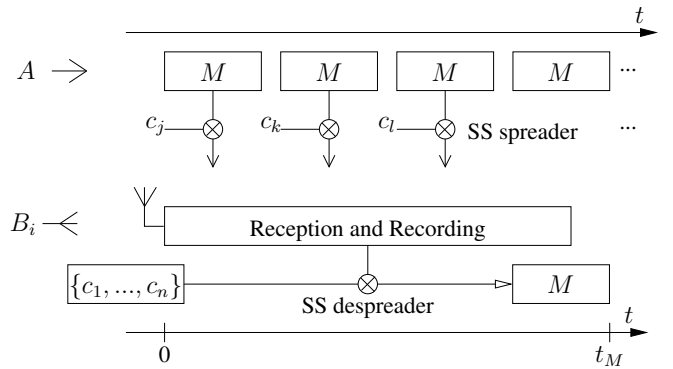 t
A M M M M ...
c_j c_k c_l SS spreader ...
B_i Reception and Recording
{c_1, ..., c_n} M
SS despreader
t
0 t_M